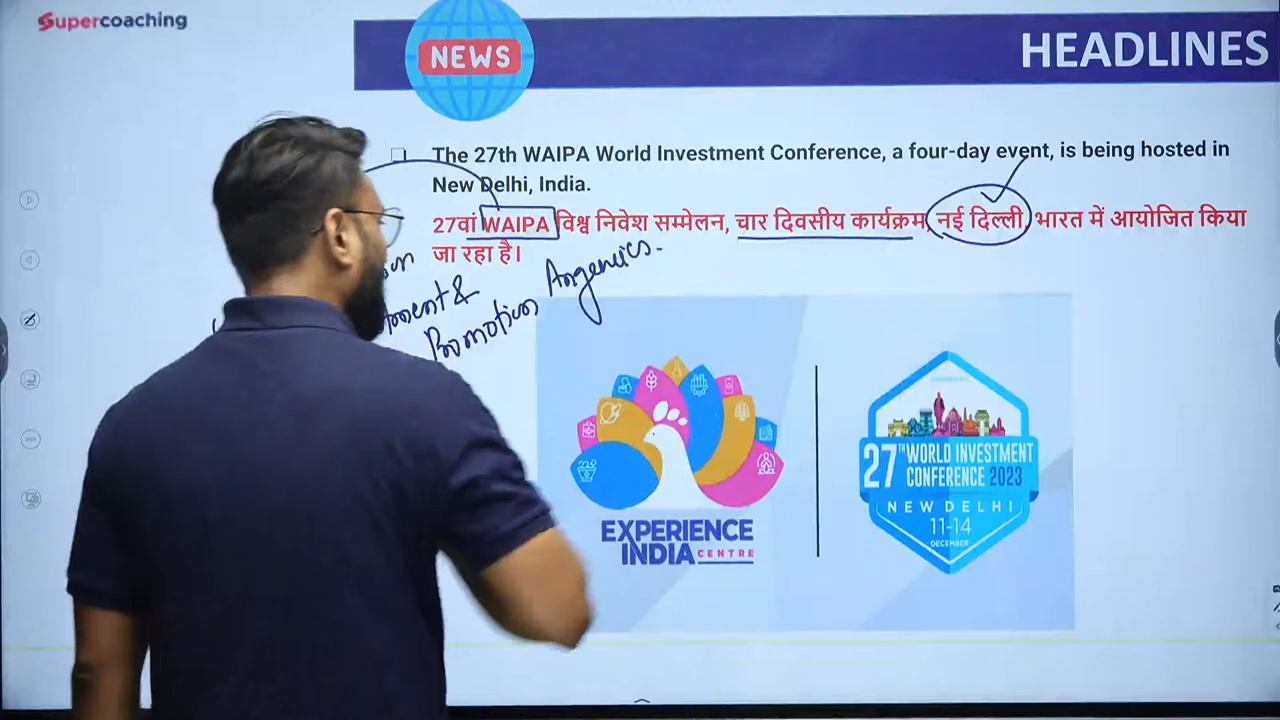 Supercoaching
NEWS
HEADLINES
The 27th WAIPA World Investment Conference, a four-day event, is being hosted in
New Delhi, India.
27वां WAIPA विश्व निवेश सम्मेलन, चार दिवसीय कार्यक्रम, नई दिल्ली, भारत में आयोजित किया
जा रहा है।
Promotion
EXPERIENCE
INDIA CENTRE
27TH WORLD INVESTMENT
CONFERENCE 2023
NEW DELHI
11-14
DECEMBER